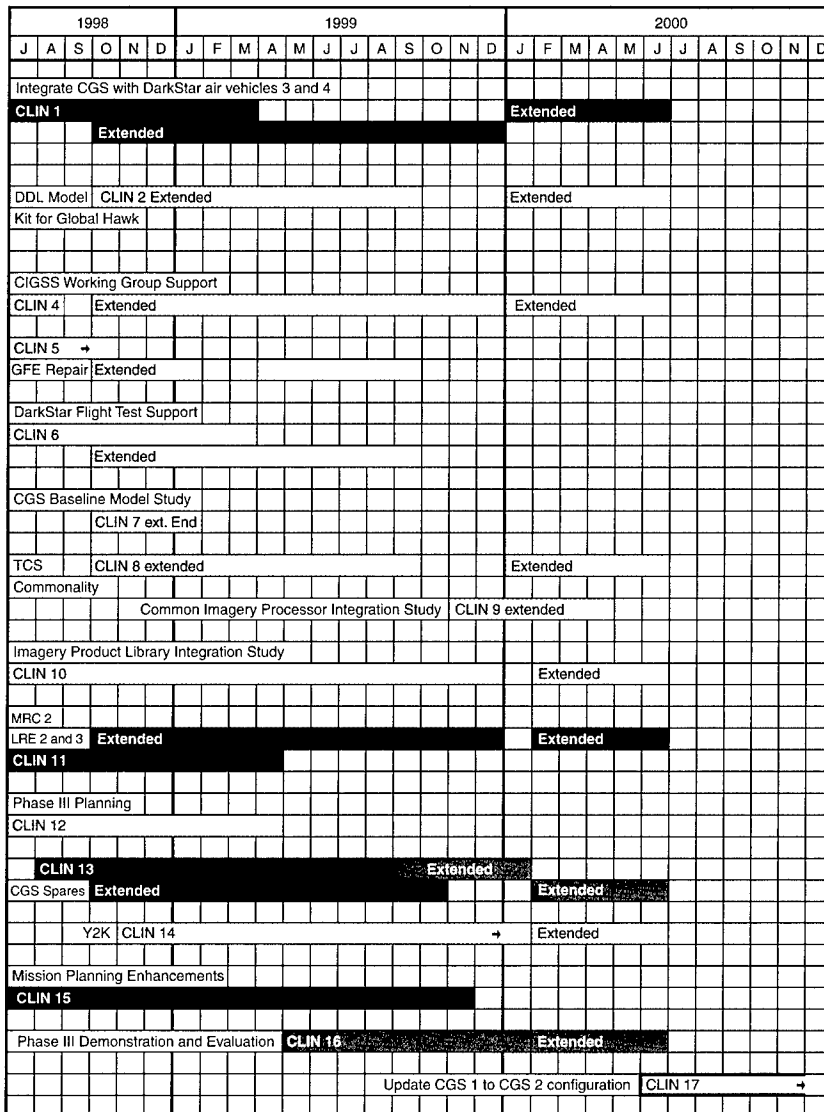 1998 1999 2000
J A S O N D J F M A M J J A S O N D J F M A M J J A S O N D
Integrate CGS with DarkStar air vehicles 3 and 4
CLIN 1 Extended
Extended
DDL Model CLIN 2 Extended Extended
Kit for Global Hawk
CIGSS Working Group Support
CLIN 4 Extended Extended
CLIN 5 →
GFE Repair Extended
DarkStar Flight Test Support
CLIN 6
Extended
CGS Baseline Model Study
CLIN 7 ext. End
TCS CLIN 8 extended Extended
Commonality
Common Imagery Processor Integration Study CLIN 9 extended
Imagery Product Library Integration Study
CLIN 10 Extended
MRC 2
LRE 2 and 3 Extended Extended
CLIN 11
Phase III Planning
CLIN 12
CLIN 13 Extended
CGS Spares Extended Extended
Y2K CLIN 14 → Extended
Mission Planning Enhancements
CLIN 15
Phase III Demonstration and Evaluation CLIN 16 Extended
Update CGS 1 to CGS 2 configuration CLIN 17 →